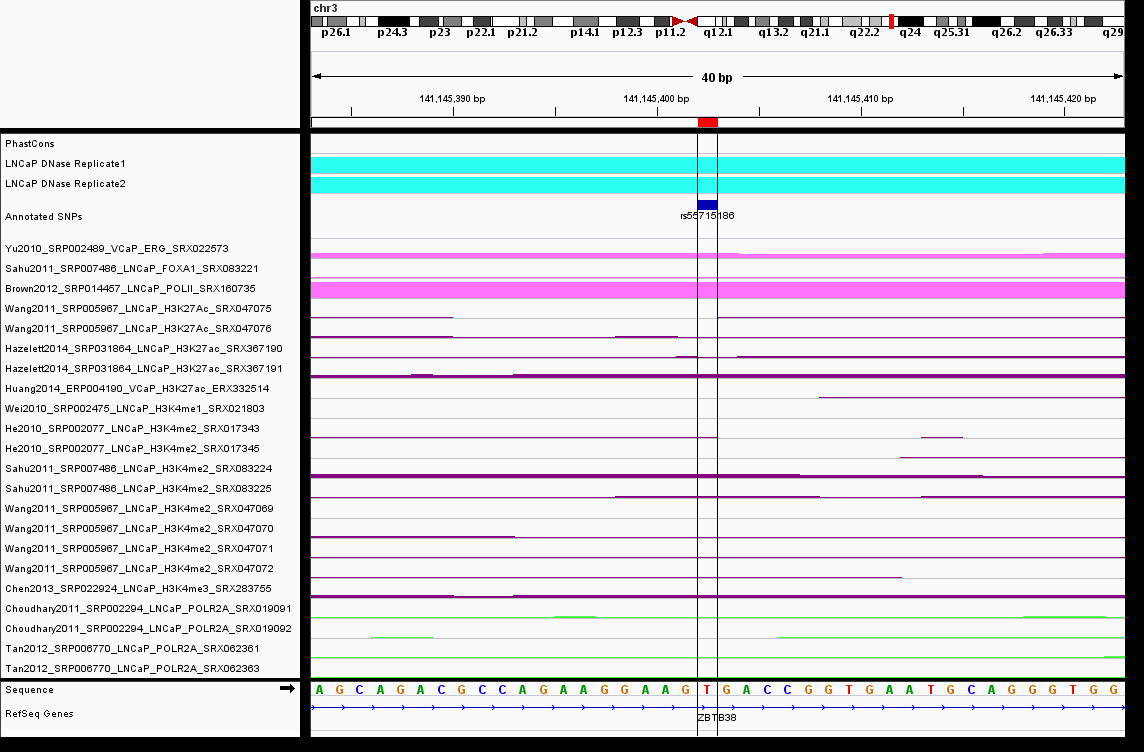 chr3
p26.1 p24.3 p23 p22.1 p21.2 p14.1 p12.3 p11.2 q12.1 q13.2 q21.1 q22.2 q24 q25.31 q26.2 q26.33 q29
40 bp
141,145,390 bp 141,145,400 bp 141,145,410 bp 141,145,420 bp
PhastCons
LNCaP DNase Replicate1
LNCaP DNase Replicate2
Annotated SNPs
rs55715186
Yu2010_SRP002489_VCaP_ERG_SRX022573
Sahu2011_SRP007486_LNCaP_FOXA1_SRX083221
Brown2012_SRP014457_LNCaP_POLII_SRX160735
Wang2011_SRP005967_LNCaP_H3K27Ac_SRX047075
Wang2011_SRP005967_LNCaP_H3K27Ac_SRX047076
Hazelett2014_SRP031864_LNCaP_H3K27ac_SRX367190
Hazelett2014_SRP031864_LNCaP_H3K27ac_SRX367191
Huang2014_ERP004190_VCaP_H3K27ac_ERX332514
Wei2010_SRP002475_LNCaP_H3K4me1_SRX021803
He2010_SRP002077_LNCaP_H3K4me2_SRX017343
He2010_SRP002077_LNCaP_H3K4me2_SRX017345
Sahu2011_SRP007486_LNCaP_H3K4me2_SRX083224
Sahu2011_SRP007486_LNCaP_H3K4me2_SRX083225
Wang2011_SRP005967_LNCaP_H3K4me2_SRX047069
Wang2011_SRP005967_LNCaP_H3K4me2_SRX047070
Wang2011_SRP005967_LNCaP_H3K4me2_SRX047071
Wang2011_SRP005967_LNCaP_H3K4me2_SRX047072
Chen2013_SRP022924_LNCaP_H3K4me3_SRX283755
Choudhary2011_SRP002294_LNCaP_POLR2A_SRX019091
Choudhary2011_SRP002294_LNCaP_POLR2A_SRX019092
Tan2012_SRP006770_LNCaP_POLR2A_SRX062361
Tan2012_SRP006770_LNCaP_POLR2A_SRX062363
Sequence A G C A G A C G C C A G A A G G A A G T G A C C G G T G A A T G C A G G G T G G
RefSeq Genes
ZBTB38